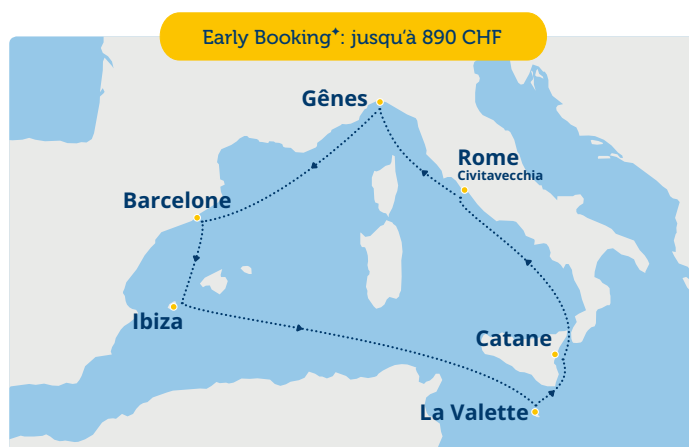 Early Booking✦: jusqu'à 890 CHF
Gênes
Rome
Civitavecchia
Barcelone
Ibiza
Catane
La Valette